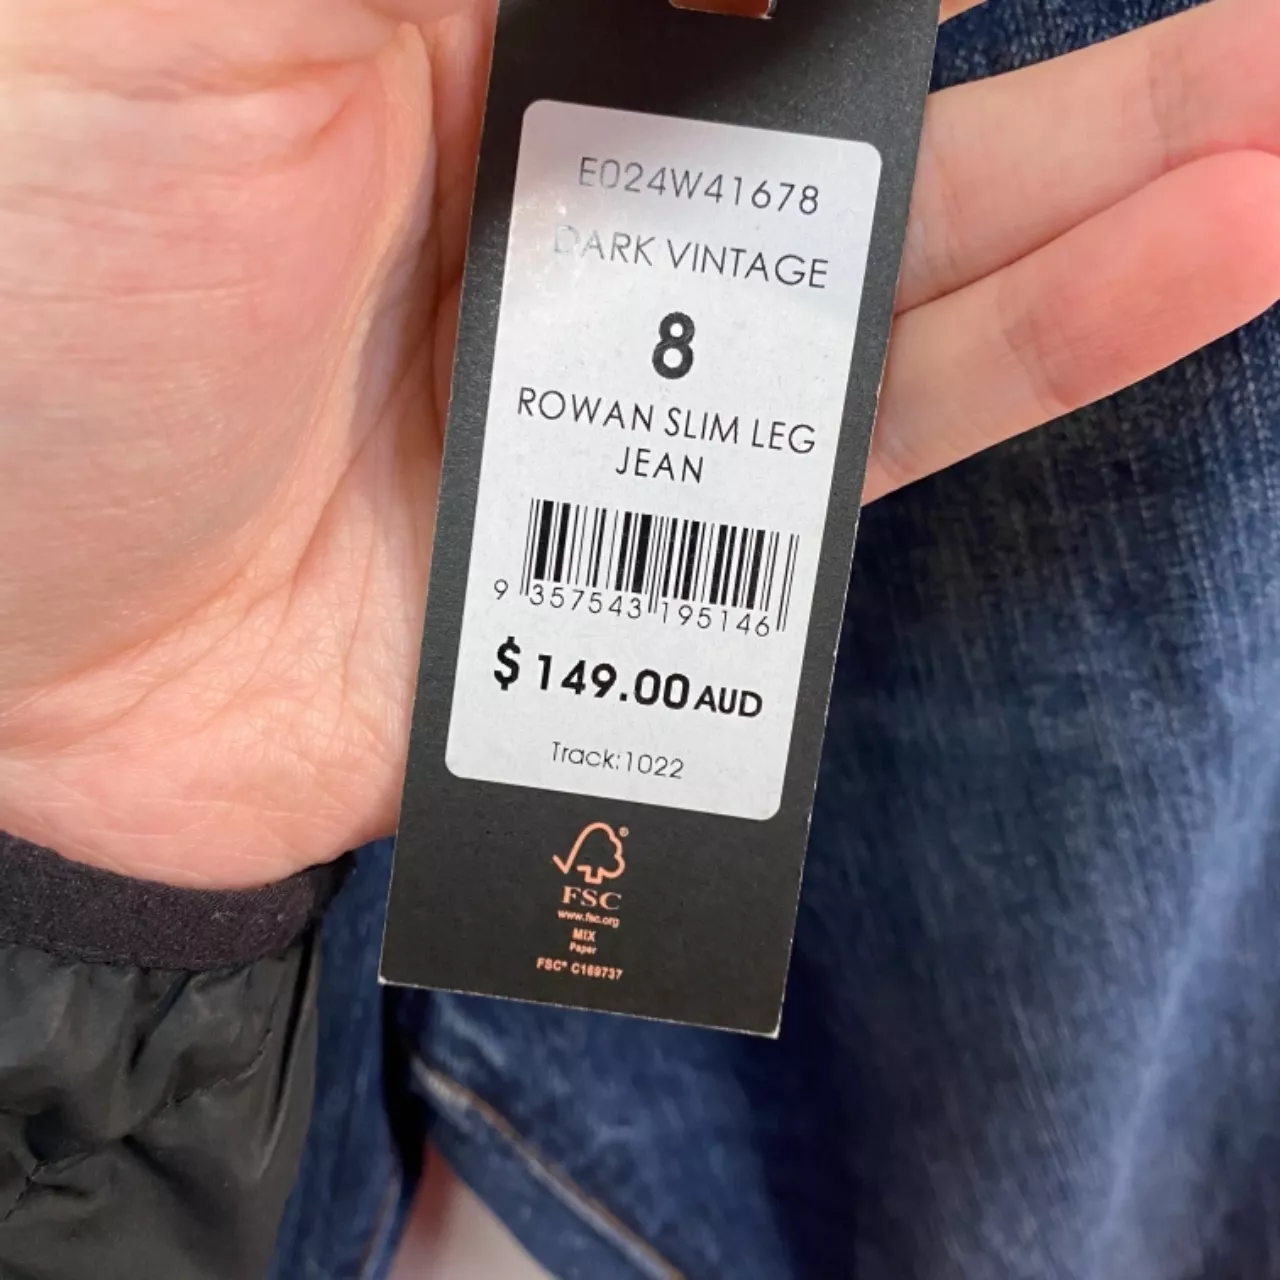 E024W41678
DARK VINTAGE
8
ROWAN SLIM LEG
JEAN
9 357543 195146
$149.00 AUD
Track:1022
FSC
www.fsc.org
MIX
Paper
FSC® C169737